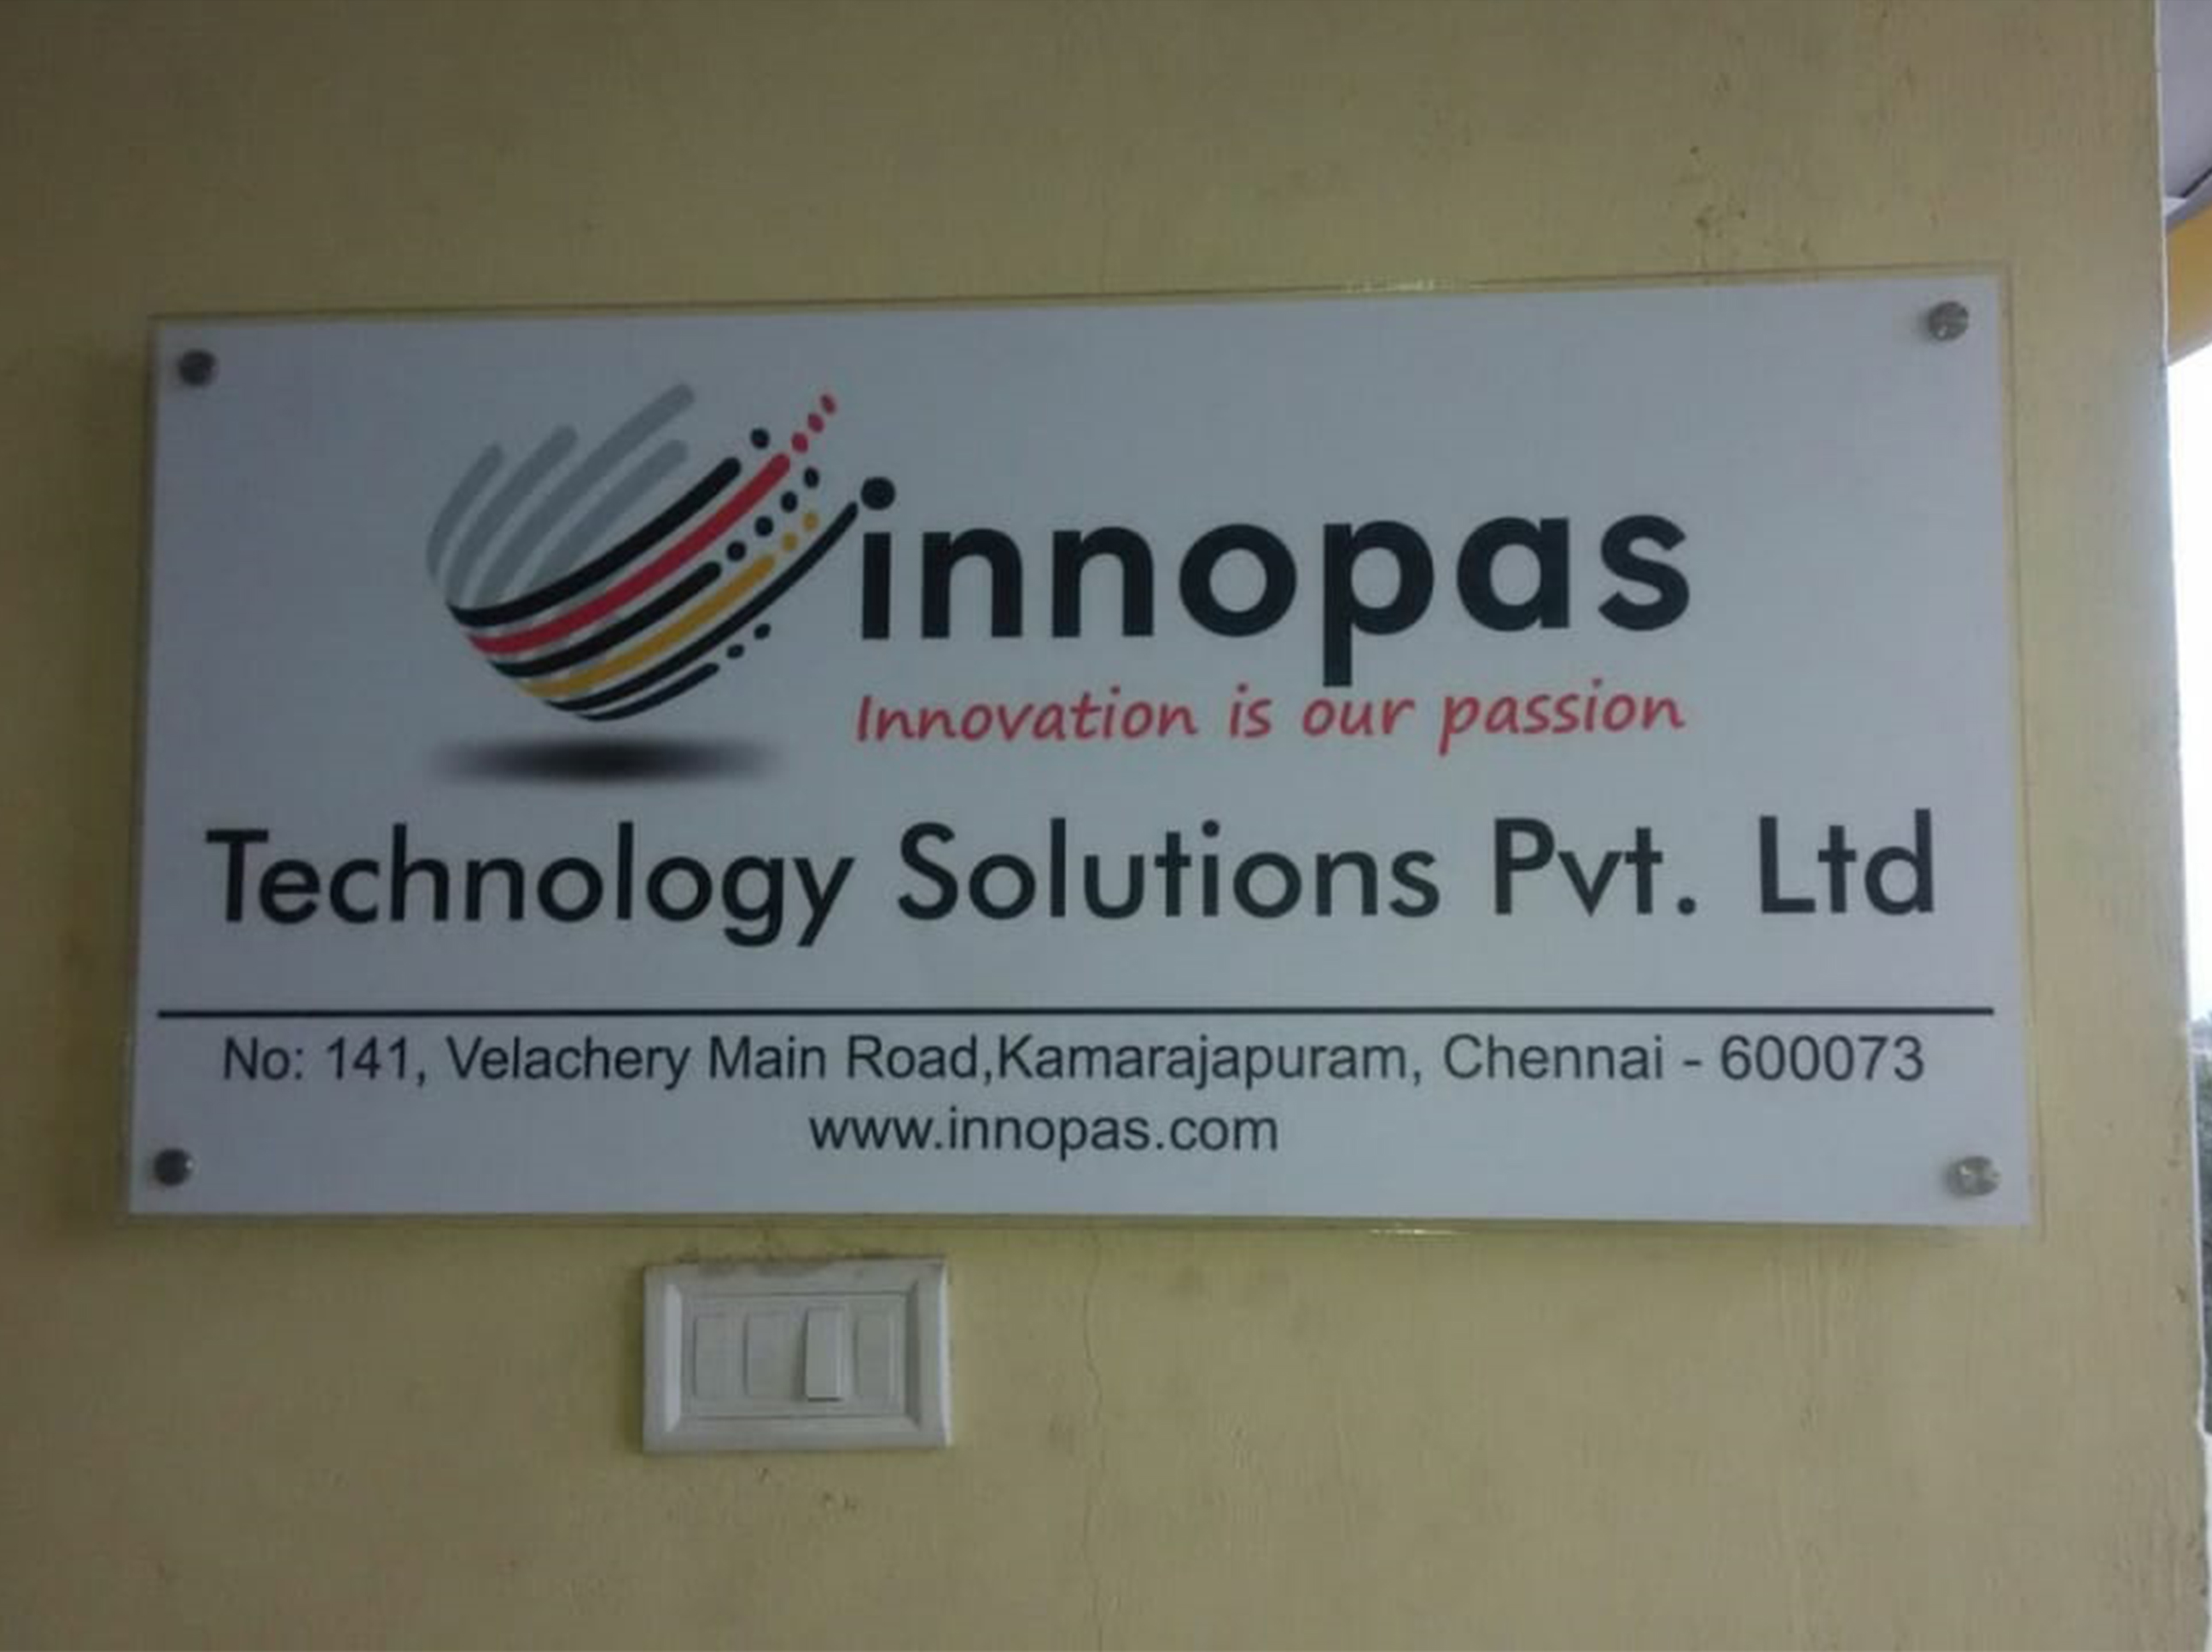 innopas
Innovation is our passion
Technology Solutions Pvt. Ltd
No: 141, Velachery Main Road,Kamarajapuram, Chennai - 600073
www.innopas.com